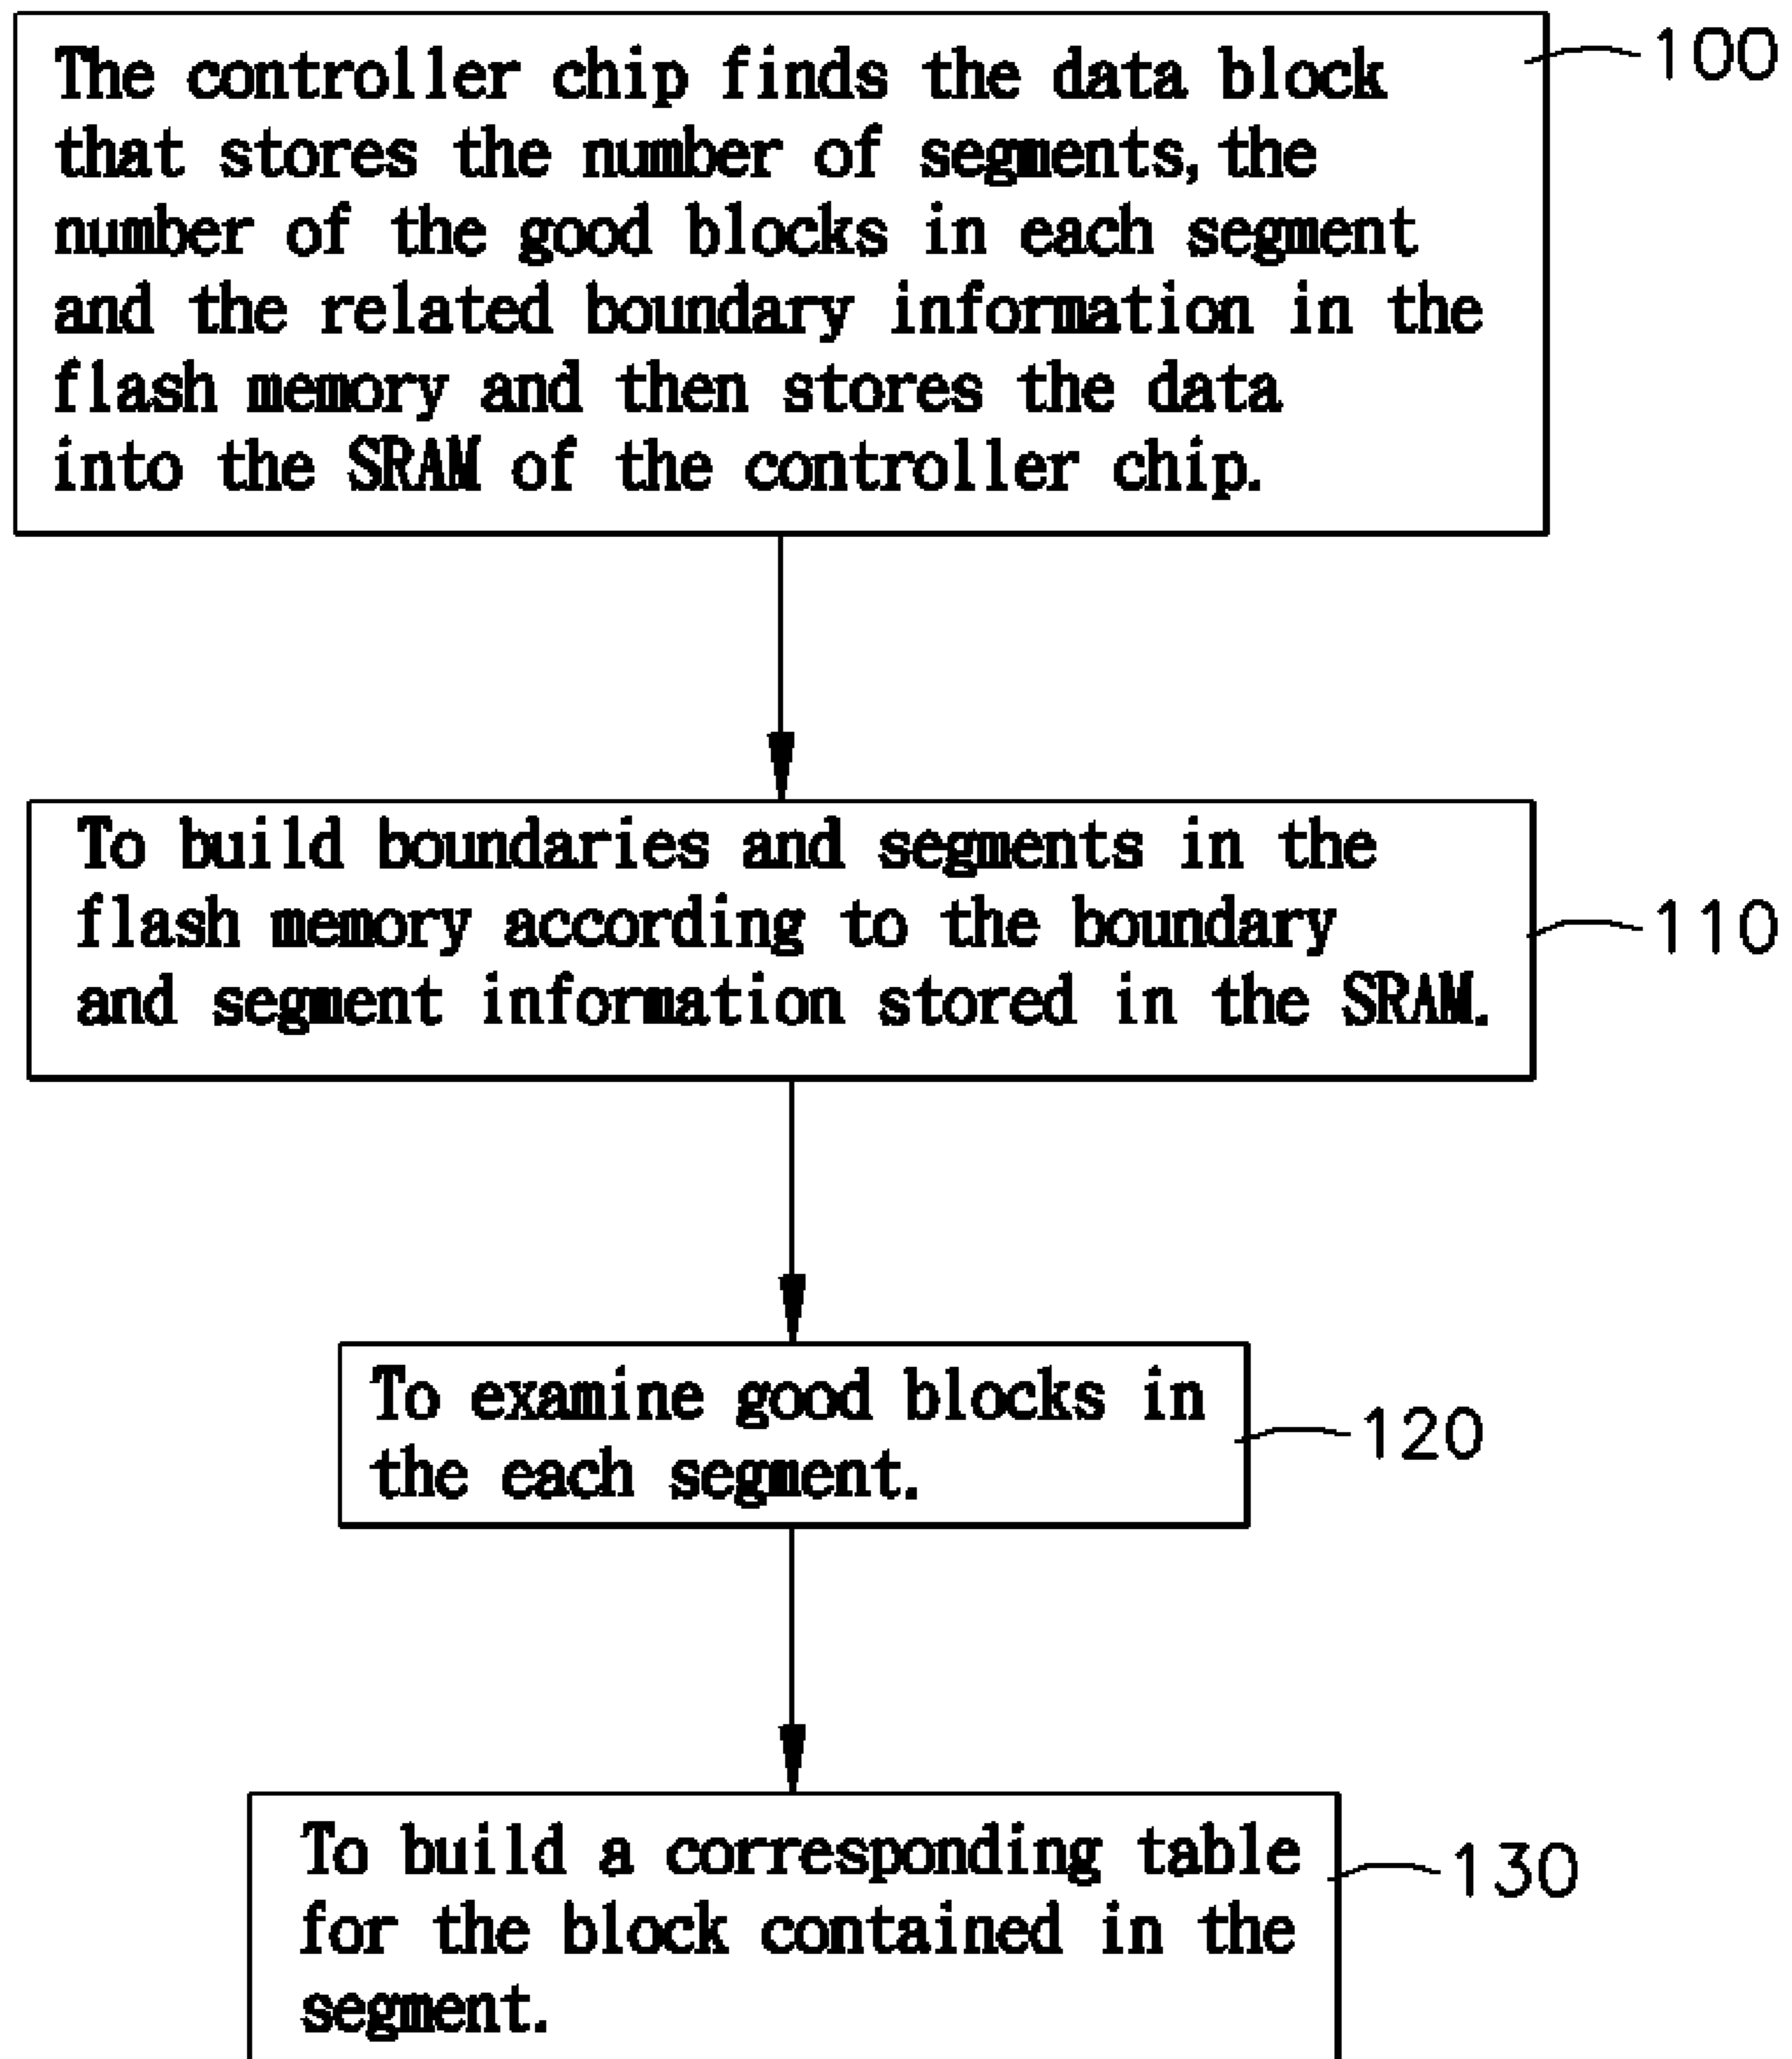 The controller chip finds the data block
that stores the number of segments, the
number of the good blocks in each segment
and the related boundary information in the
flash memory and then stores the data
into the SRAM of the controller chip.
100
To build boundaries and segments in the
flash memory according to the boundary
and segment information stored in the SRAM.
110
To examine good blocks in
the each segment.
120
To build a corresponding table
for the block contained in the
segment.
130